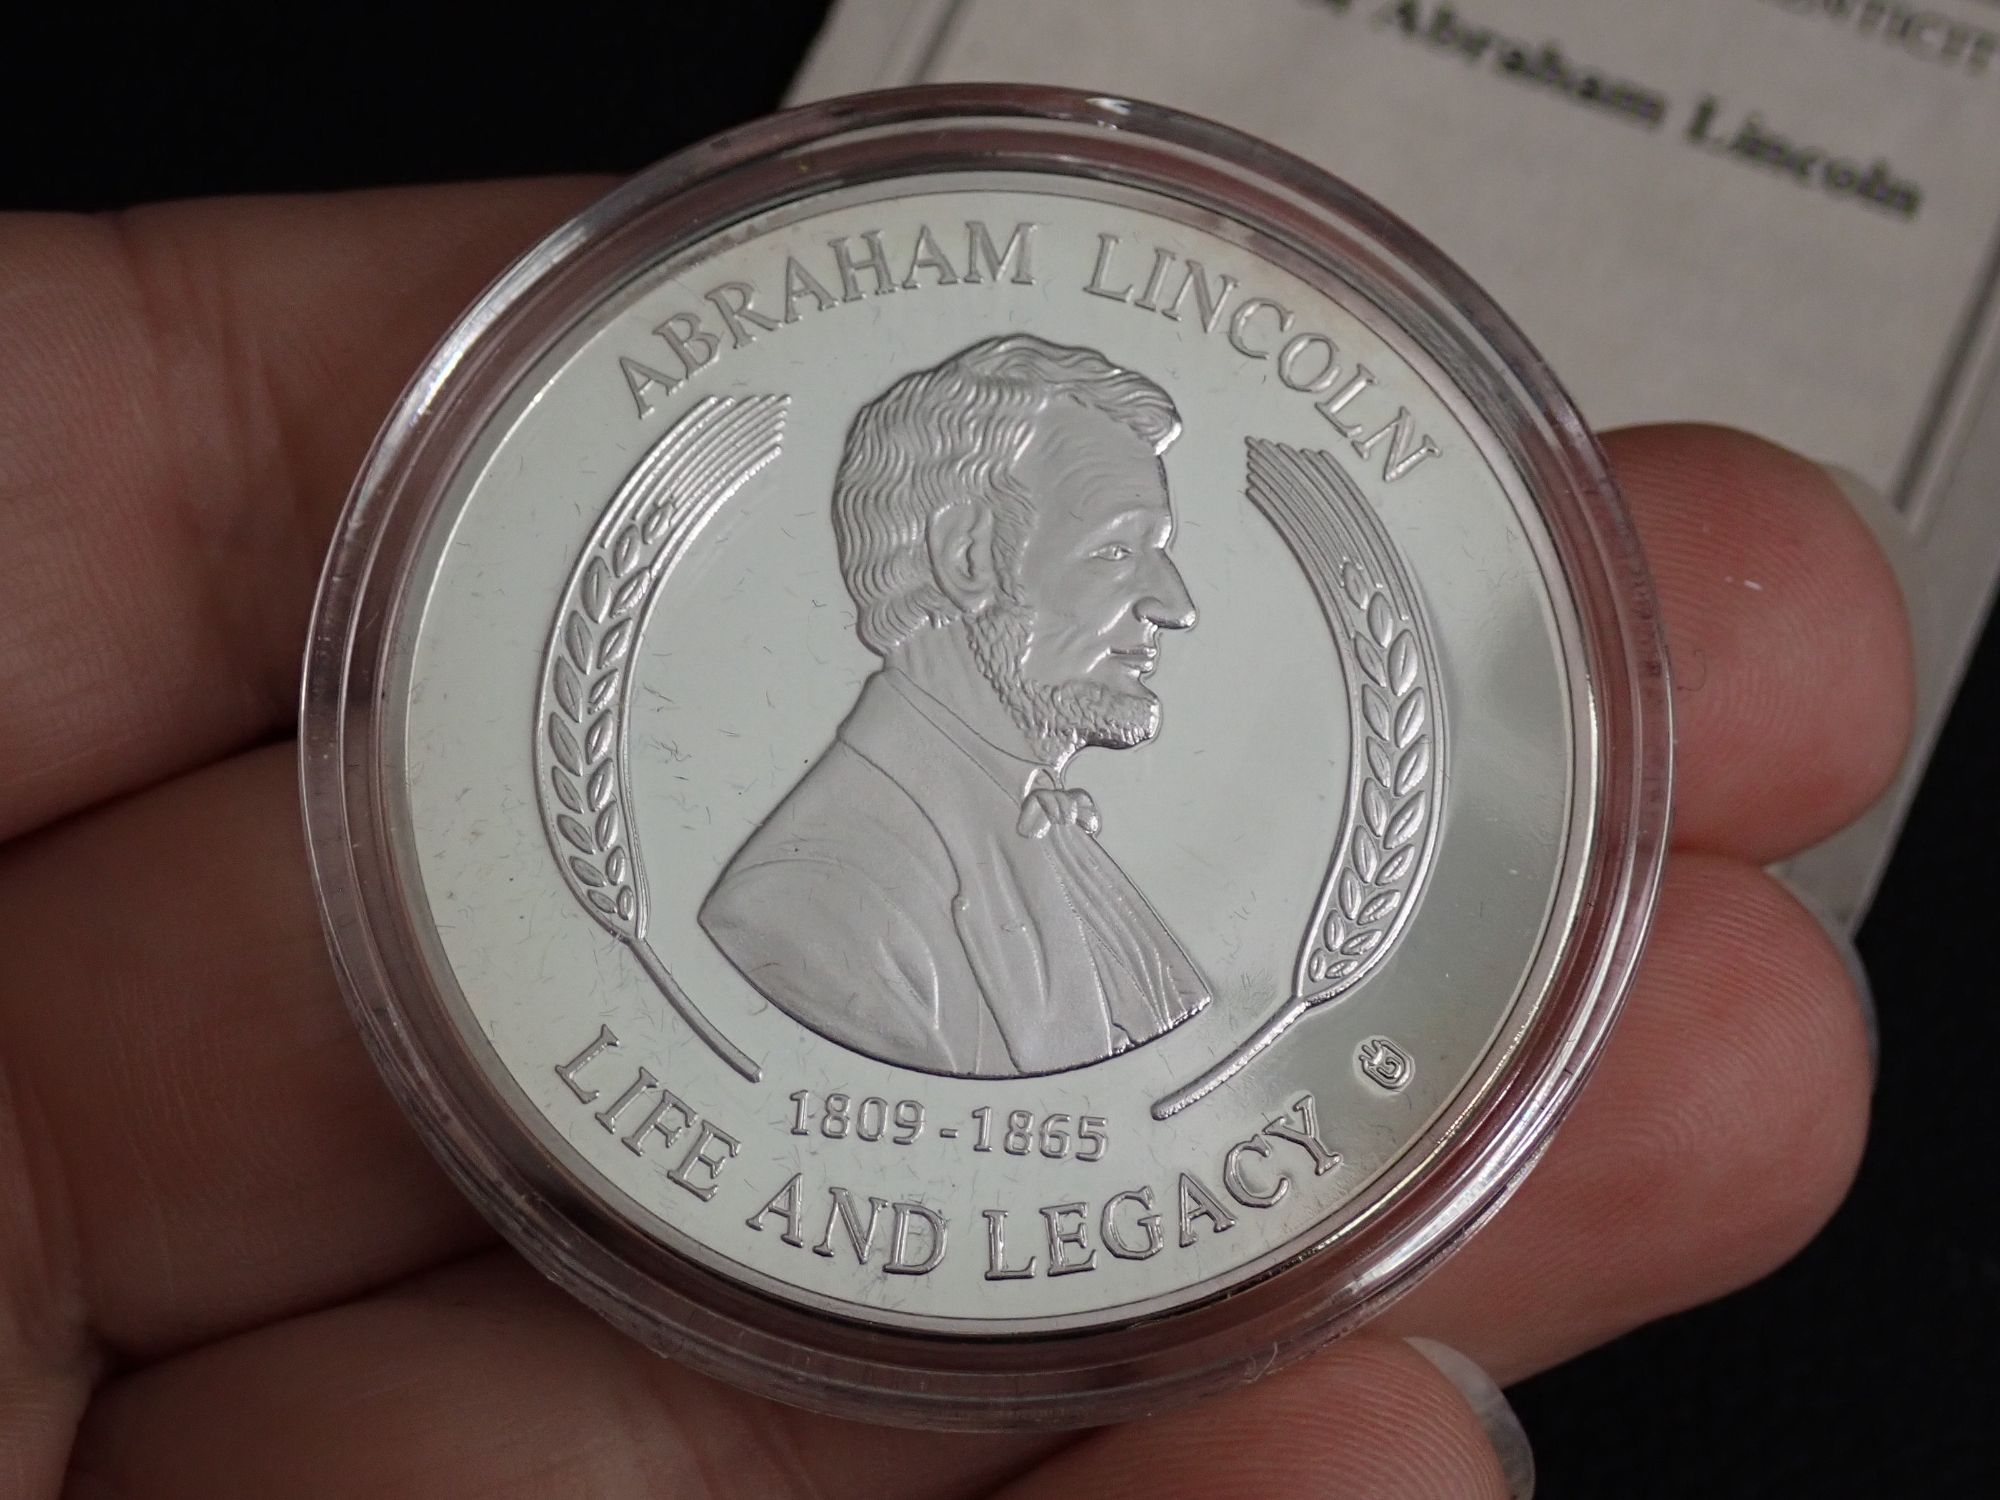 Abraham Lincoln
ABRAHAM LINCOLN
1809-1865
LIFE AND LEGACY